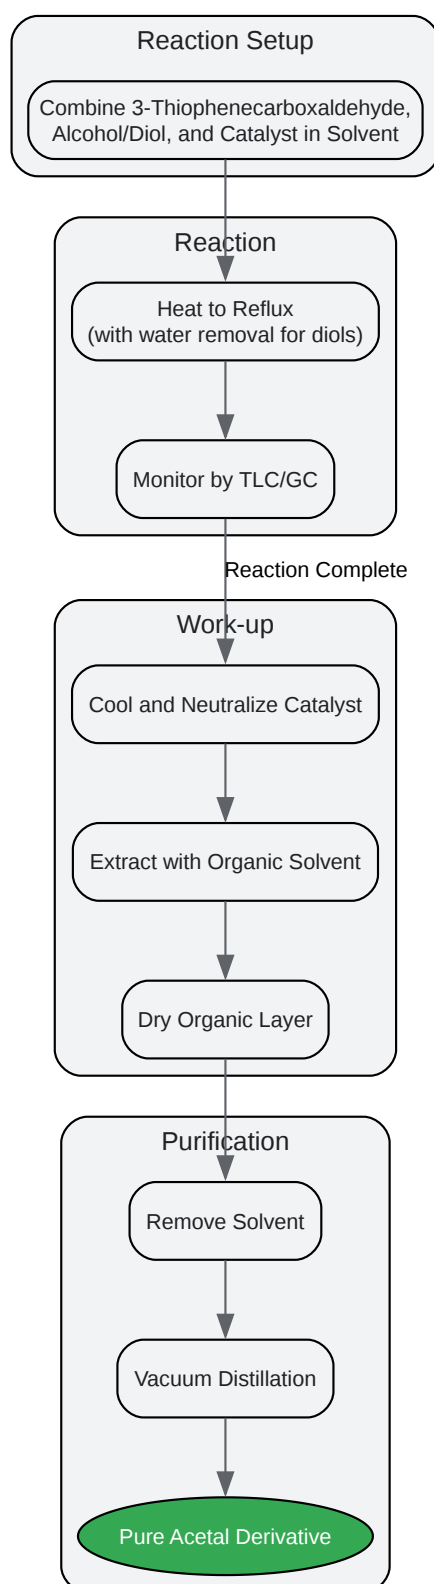 Reaction Setup
Combine 3-Thiophenecarboxaldehyde,
Alcohol/Diol, and Catalyst in Solvent
Reaction
Heat to Reflux
(with water removal for diols)
Monitor by TLC/GC
Reaction Complete
Work-up
Cool and Neutralize Catalyst
Extract with Organic Solvent
Dry Organic Layer
Purification
Remove Solvent
Vacuum Distillation
Pure Acetal Derivative